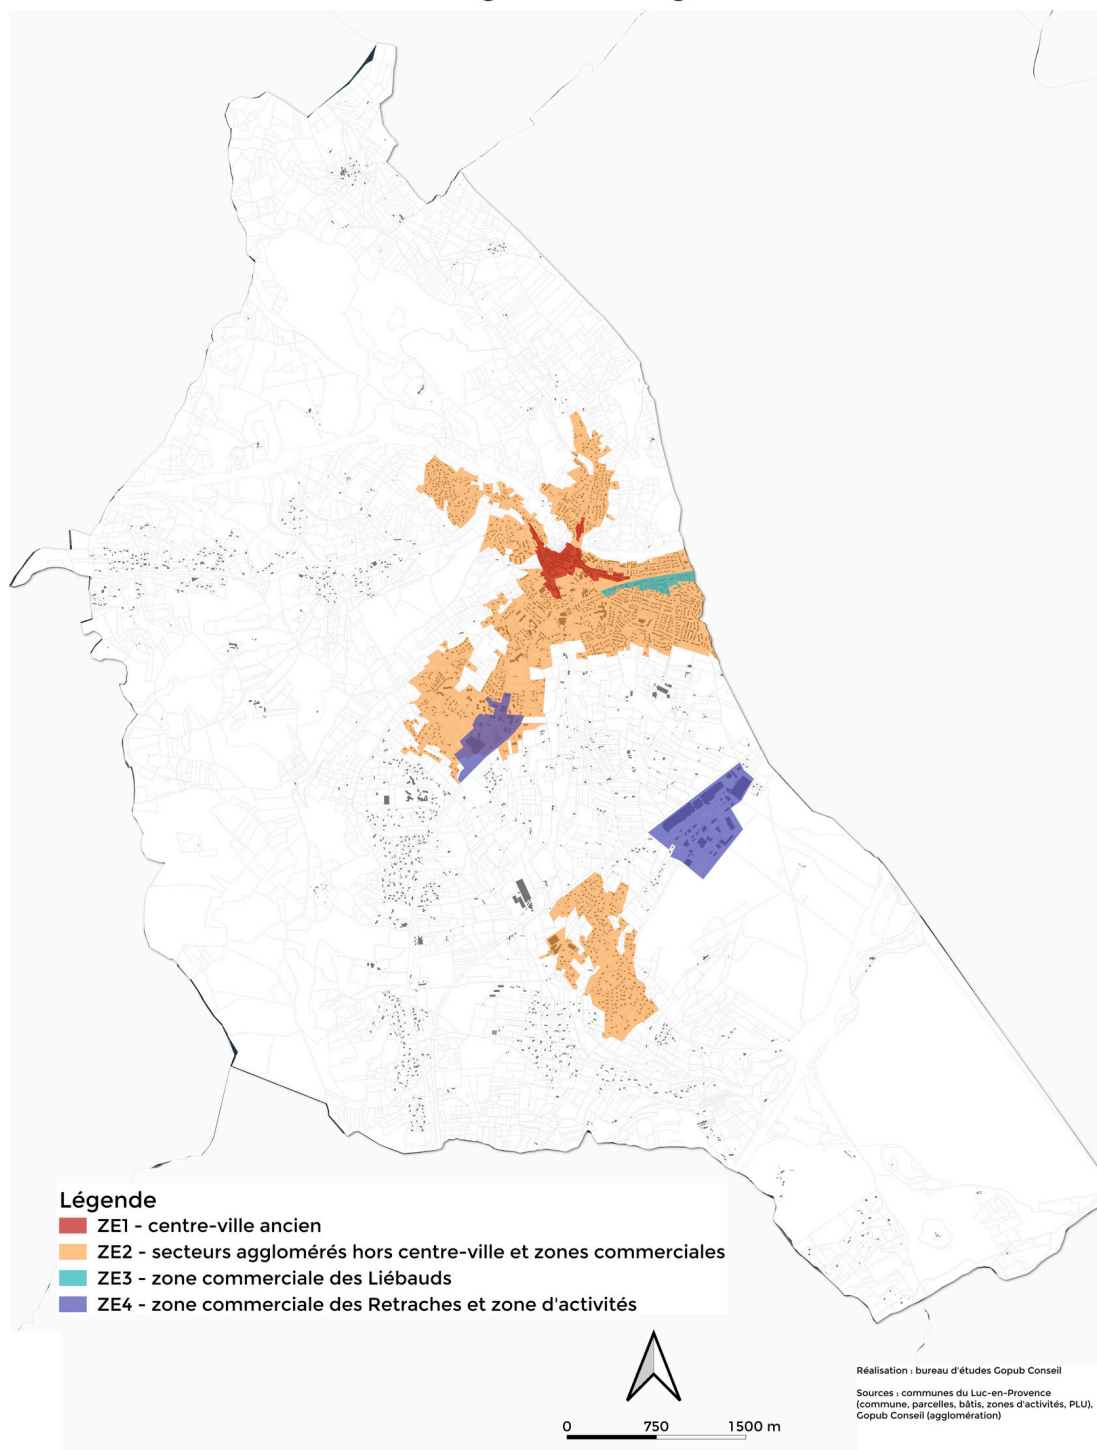 Légende
ZE1 - centre-ville ancien
ZE2 - secteurs agglomérés hors centre-ville et zones commerciales
ZE3 - zone commerciale des Liébauds
ZE4 - zone commerciale des Retraches et zone d'activités
Réalisation : bureau d'études Gopub Conseil
Sources : communes du Luc-en-Provence
(commune, parcelles, bâtis, zones d'activités, PLU),
Gopub Conseil (agglomération)
0 750 1500 m